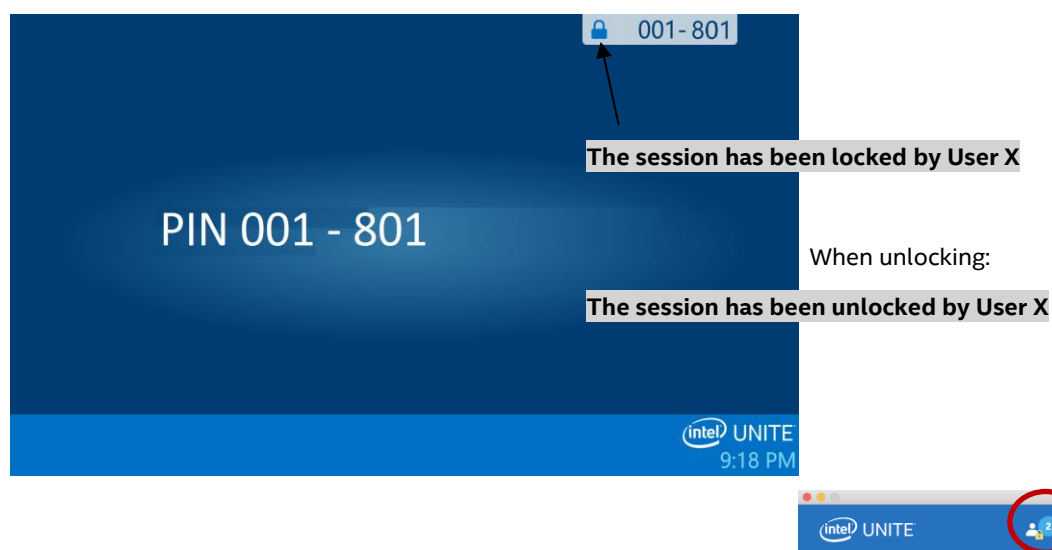 001-801
The session has been locked by User X
PIN 001 - 801
When unlocking:
The session has been unlocked by User X
intel UNITE
9:18 PM
intel UNITE 2